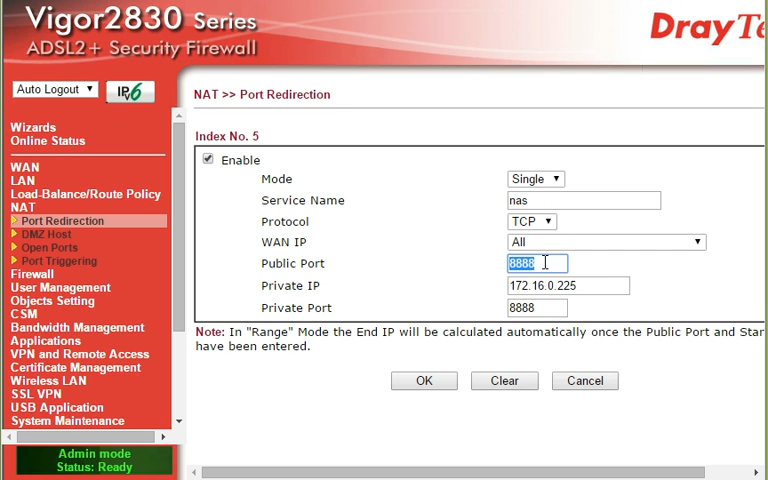 Vigor2830 Series
ADSL2+ Security Firewall
Dray
Auto Logout
IPv6
Wizards
Online Status
WAN
LAN
Load-Balance/Route Policy
NAT
Port Redirection
DMZ Host
Open Ports
Port Triggering
Firewall
User Management
Objects Setting
CSM
Bandwidth Management
Applications
VPN and Remote Access
Certificate Management
Wireless LAN
SSL VPN
USB Application
System Maintenance
Admin mode
Status: Ready
NAT >> Port Redirection
Index No. 5
Enable
Mode Single
Service Name nas
Protocol TCP
WAN IP All
Public Port 8888
Private IP 172.16.0.225
Private Port 8888
Note: In "Range" Mode the End IP will be calculated automatically once the Public Port and Star
have been entered.
OK Clear Cancel